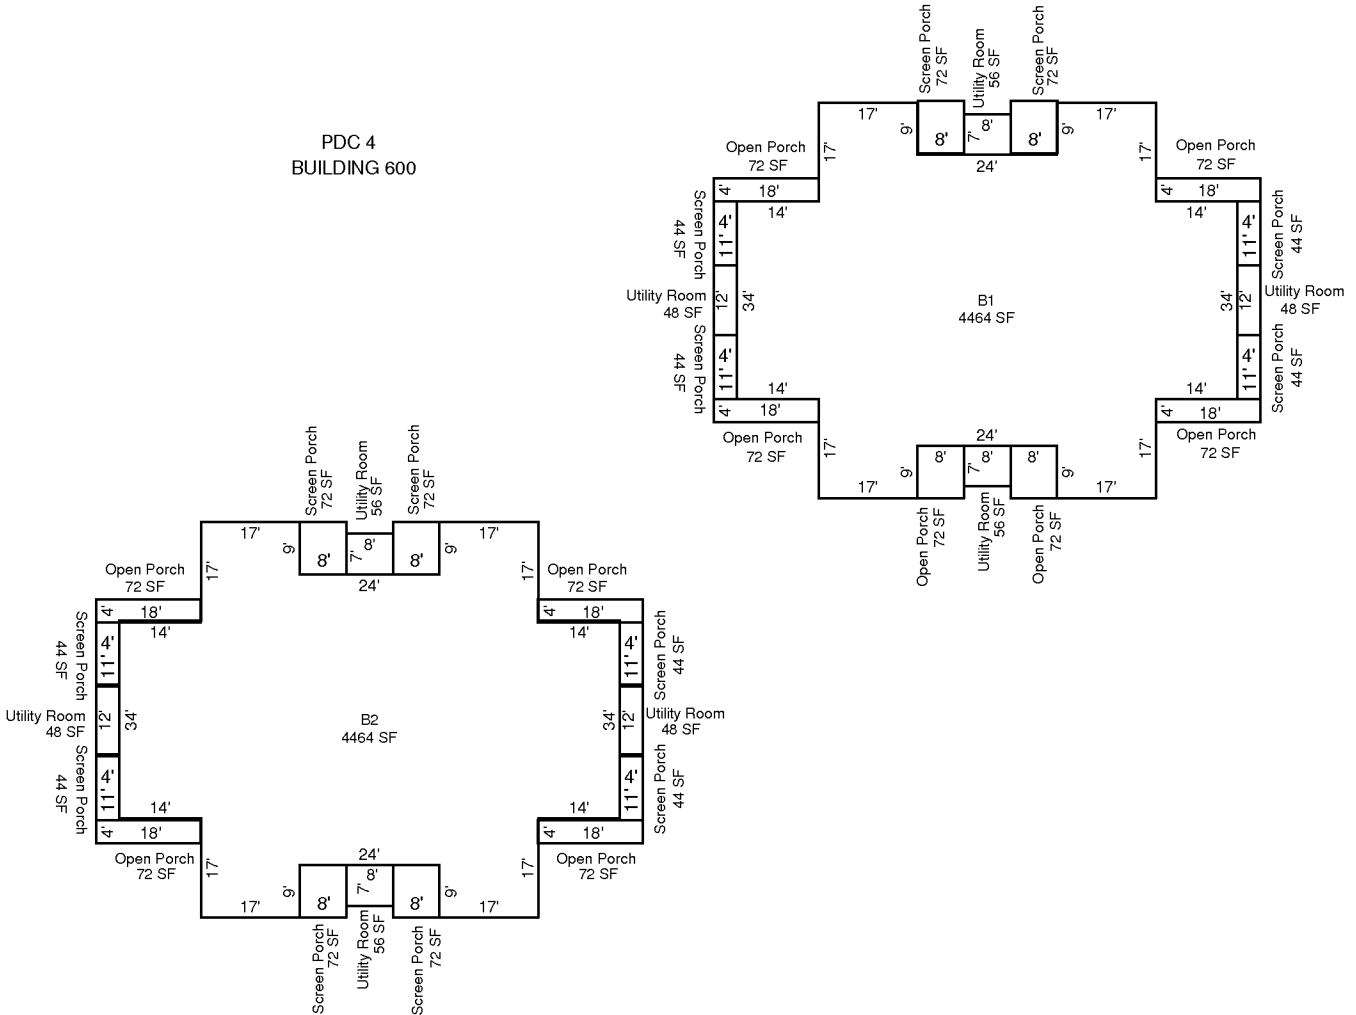 PDC 4
BUILDING 600
Screen Porch
72 SF
Utility Room
56 SF
Screen Porch
72 SF
17'
9'
8'
7'
8'
8'
9'
17'
24'
17'
17'
Open Porch
72 SF
Open Porch
72 SF
4'
18'
14'
4'
18'
14'
Screen Porch
44 SF
4'
11'
4'
11'
Screen Porch
44 SF
Utility Room
48 SF
12'
34'
B1
4464 SF
34'
12'
Utility Room
48 SF
Screen Porch
44 SF
4'
11'
4'
11'
Screen Porch
44 SF
14'
4'
18'
14'
4'
18'
Open Porch
72 SF
Open Porch
72 SF
17'
17'
24'
17'
9'
8'
7'
8'
8'
9'
17'
Open Porch
72 SF
Utility Room
56 SF
Open Porch
72 SF
Screen Porch
72 SF
Utility Room
56 SF
Screen Porch
72 SF
17'
9'
8'
7'
8'
8'
9'
17'
24'
17'
17'
Open Porch
72 SF
Open Porch
72 SF
4'
18'
14'
4'
18'
14'
Screen Porch
44 SF
4'
11'
4'
11'
Screen Porch
44 SF
Utility Room
48 SF
12'
34'
B2
4464 SF
34'
12'
Utility Room
48 SF
Screen Porch
44 SF
4'
11'
4'
11'
Screen Porch
44 SF
14'
4'
18'
14'
4'
18'
Open Porch
72 SF
Open Porch
72 SF
17'
17'
24'
17'
9'
8'
7'
8'
8'
9'
17'
Screen Porch
72 SF
Utility Room
56 SF
Screen Porch
72 SF